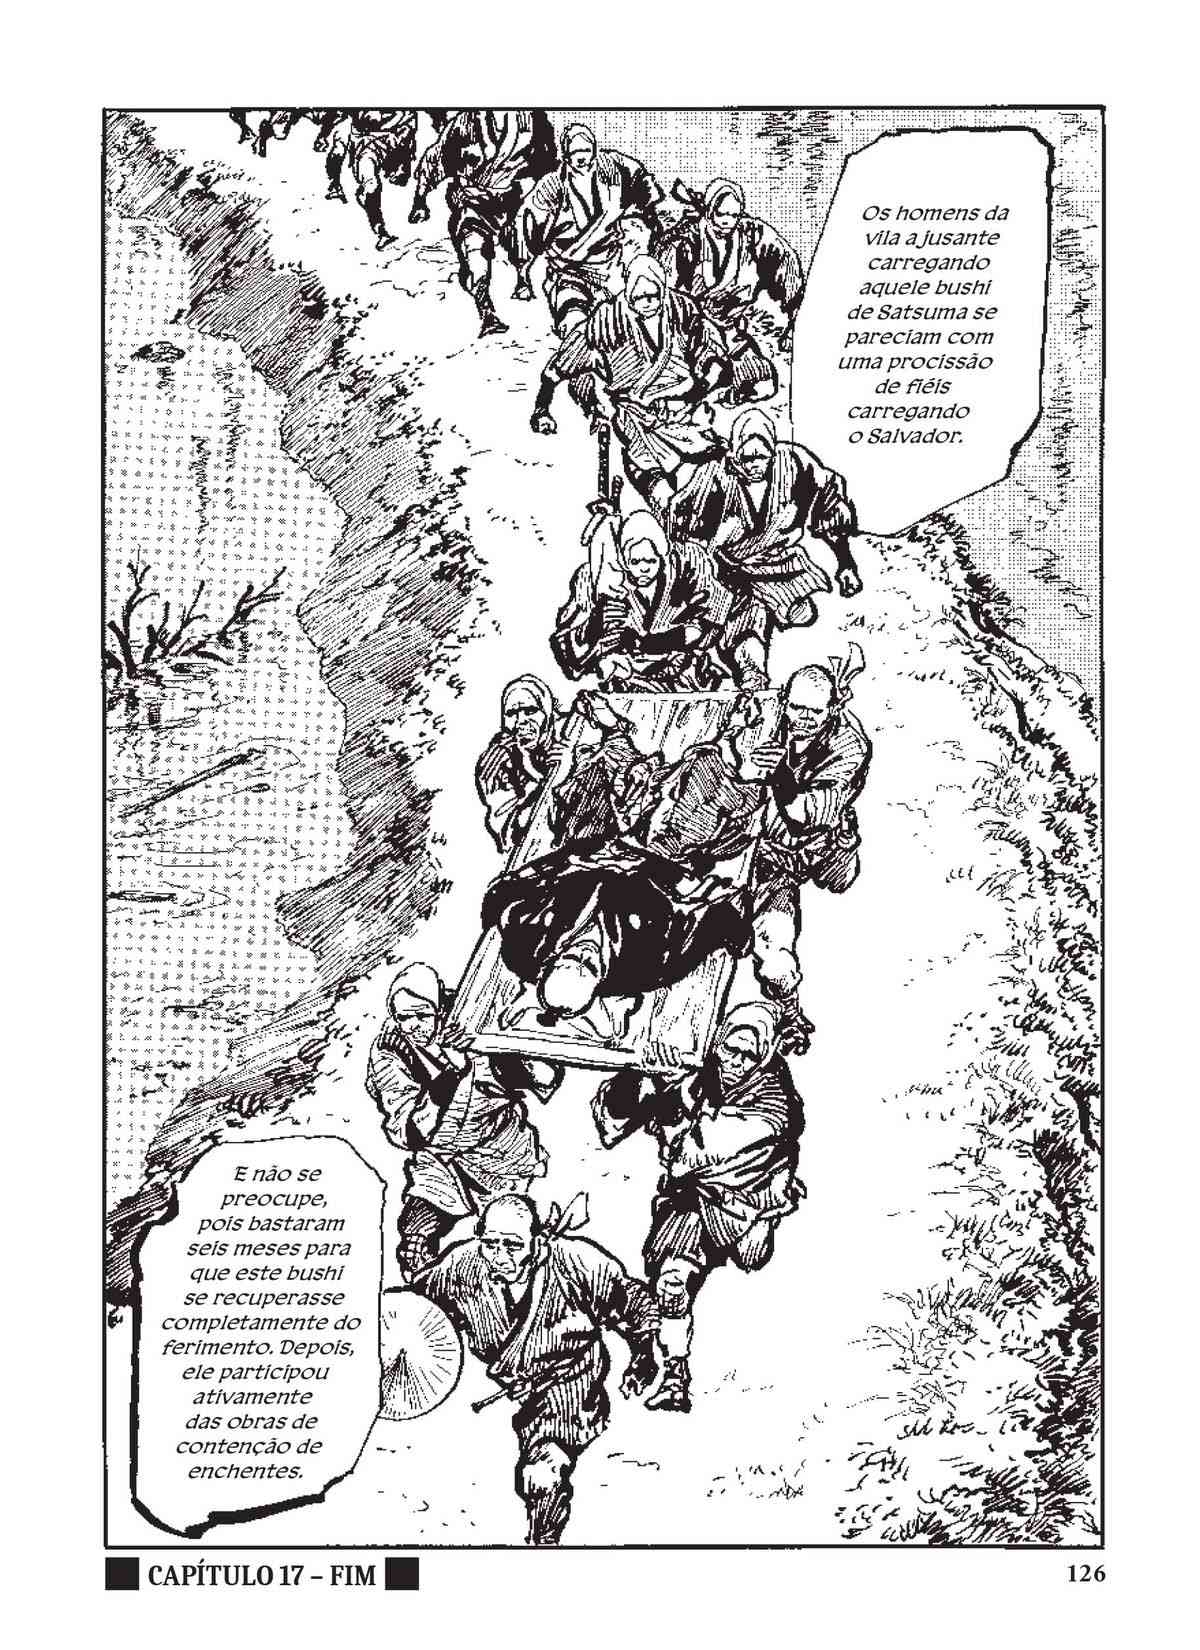 Os homens da
vila a jusante
carregando
aquele bushi
de Satsuma se
pareciam com
uma procissão
de fiéis
carregando
o Salvador.
E não se
preocupe,
pois bastaram
seis meses para
que este bushi
se recuperasse
completamente do
ferimento. Depois,
ele participou
ativamente
das obras de
contenção de
enchentes.
CAPÍTULO 17 – FIM
126